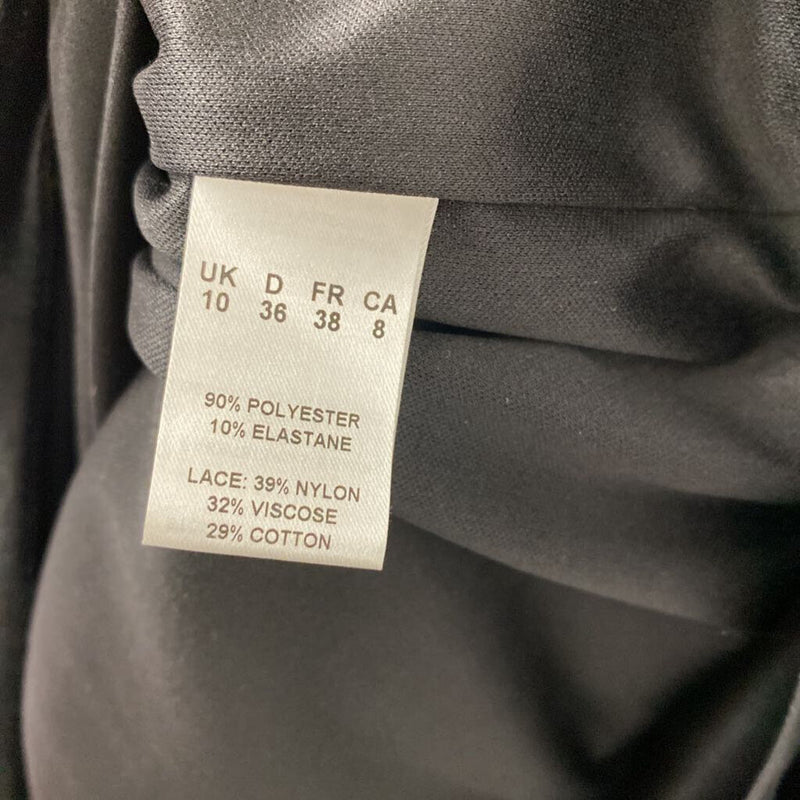 UK D FR CA
10 36 38 8
90% POLYESTER
10% ELASTANE
LACE: 39% NYLON
32% VISCOSE
29% COTTON